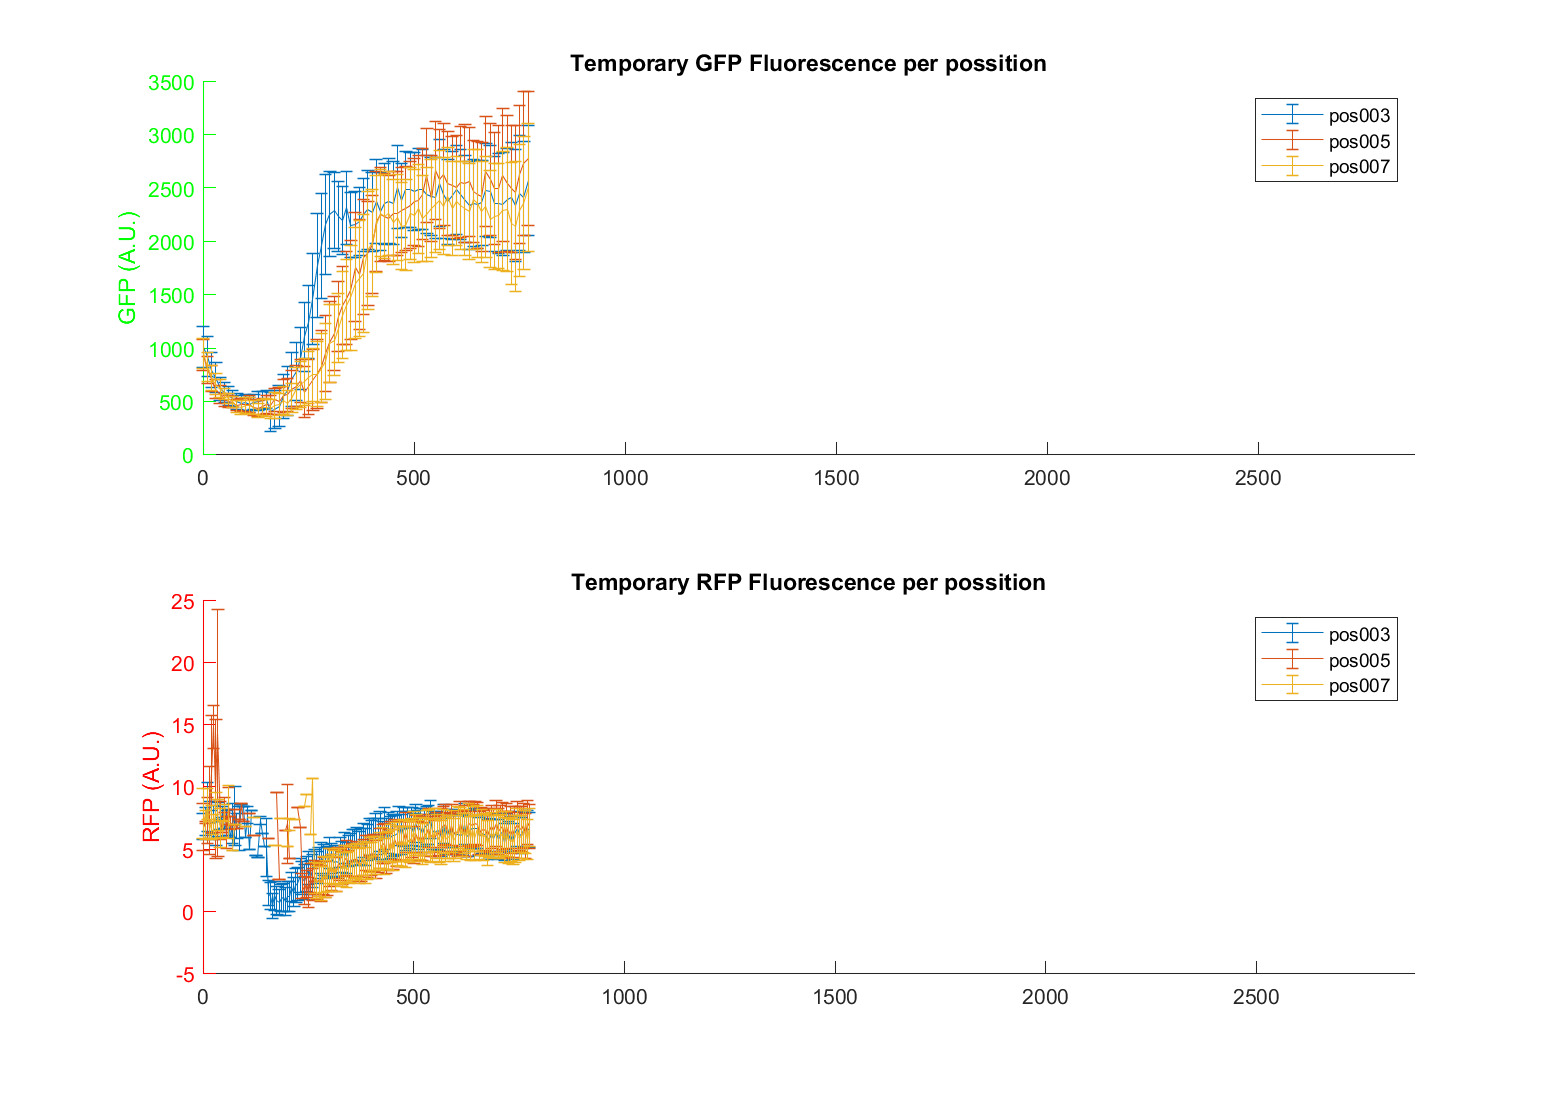 Temporary GFP Fluorescence per possition
3500
3000
2500
2000
1500
1000
500
0
GFP (A.U.)
0 500 1000 1500 2000 2500
pos003
pos005
pos007
Temporary RFP Fluorescence per possition
25
20
15
10
5
0
-5
RFP (A.U.)
0 500 1000 1500 2000 2500
pos003
pos005
pos007